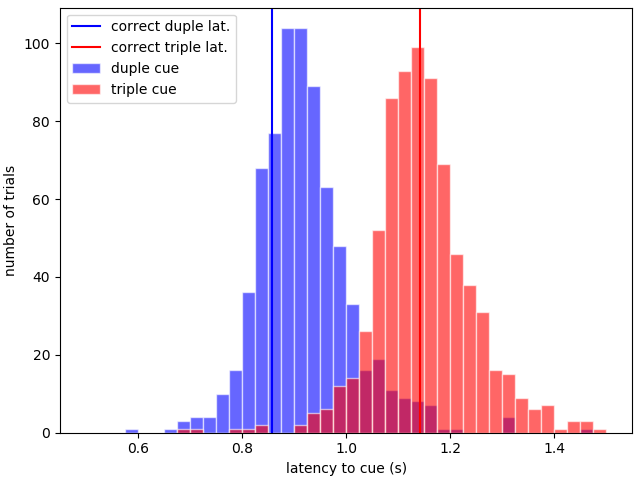 correct duple lat.
correct triple lat.
duple cue
triple cue
number of trials
100
80
60
40
20
0
0.6 0.8 1.0 1.2 1.4
latency to cue (s)